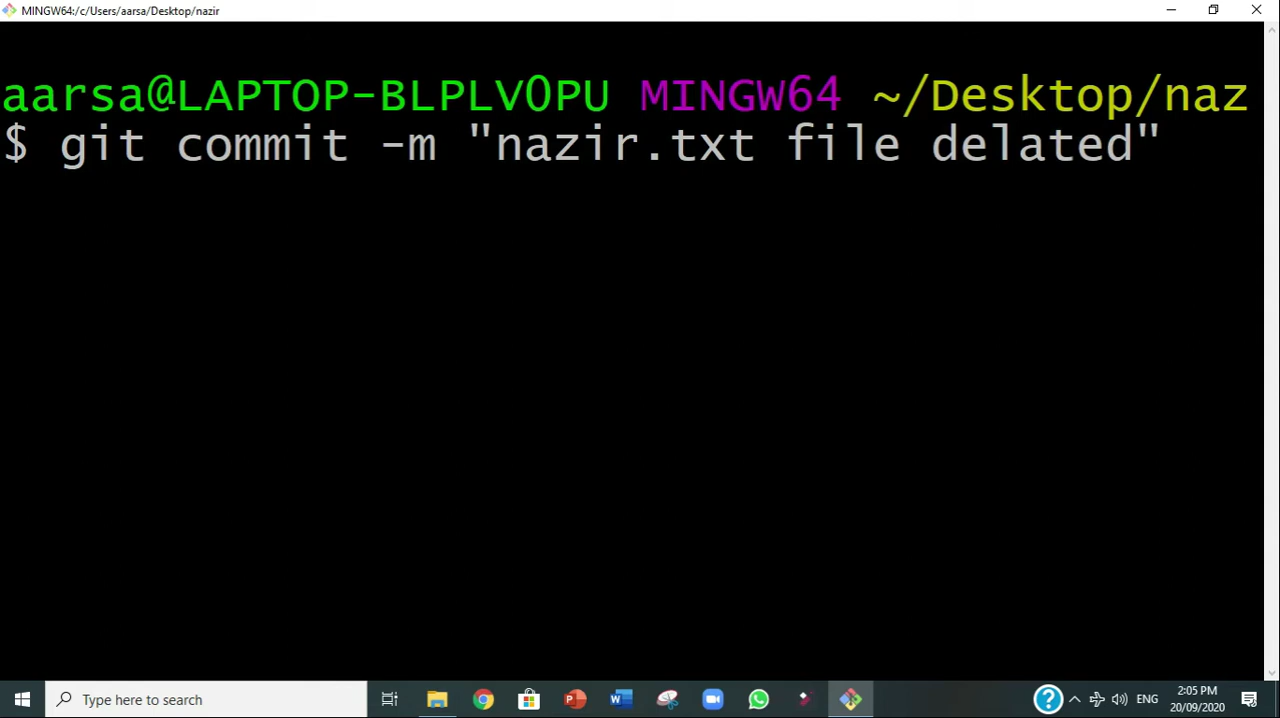 MINGW64:/c/Users/aarsa/Desktop/nazir
aarsa@LAPTOP-BLPLV0PU MINGW64 ~/Desktop/naz
$ git commit -m "nazir.txt file delated"
Type here to search
ENG
2:05 PM
20/09/2020